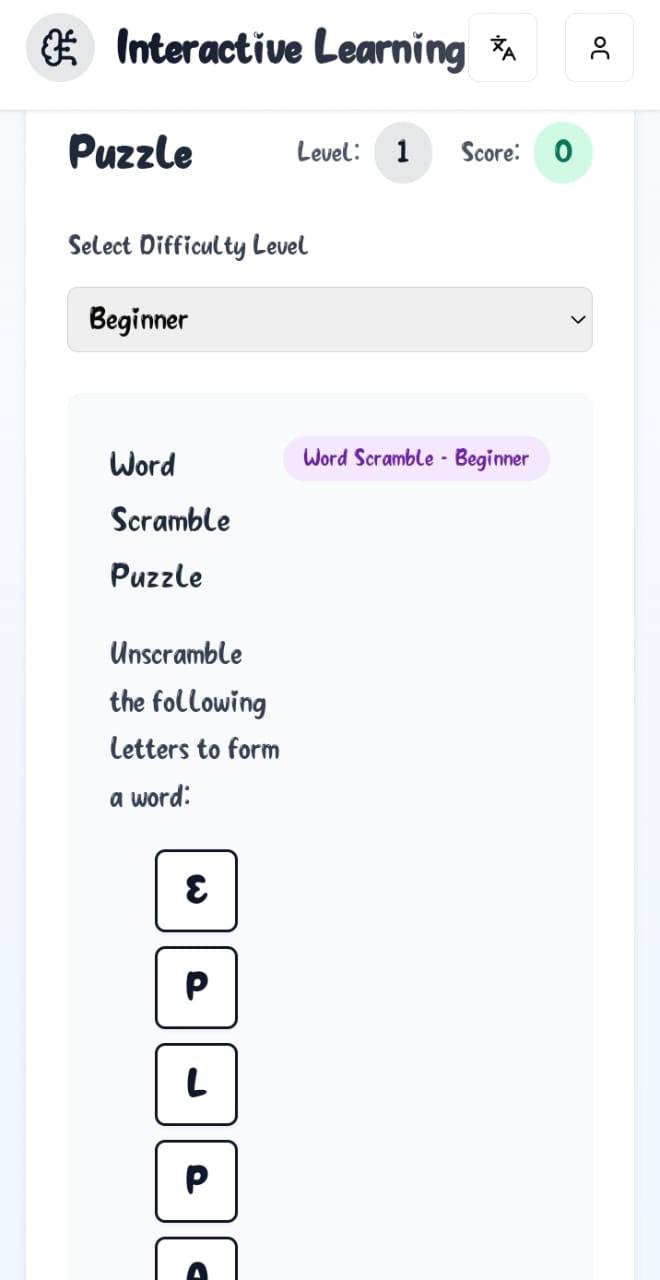 Interactive Learning
Puzzle Level: 1 Score: 0
Select Difficulty Level
Beginner
Word Scramble Puzzle
Word Scramble - Beginner
Unscramble
the following
letters to form
a word:
E
P
L
P
A